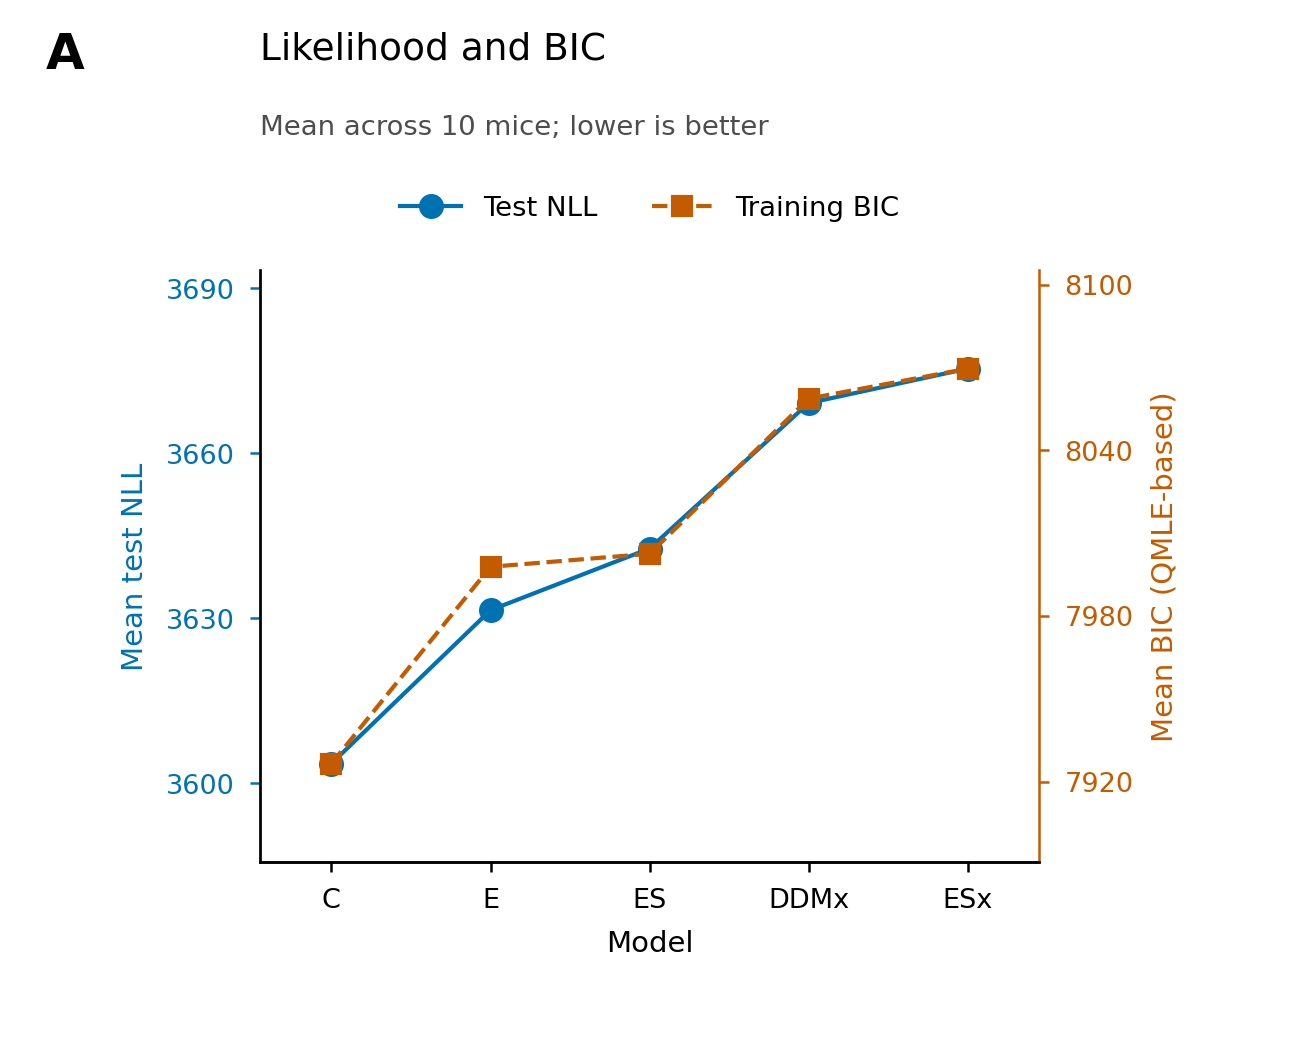 A
Likelihood and BIC
Mean across 10 mice; lower is better
Test NLL
Training BIC
3690
3660
3630
3600
Mean test NLL
8100
8040
7980
7920
Mean BIC (QMLE-based)
C
E
ES
DDMx
ESx
Model